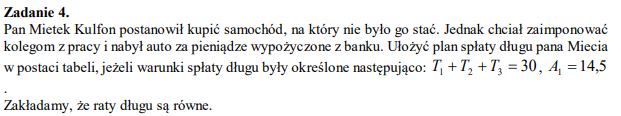 Zadanie 4.
Pan Mietek Kulfon postanowił kupić samochód, na który nie było go stać. Jednak chciał zaimponować
kolegom z pracy i nabył auto za pieniądze wypożyczone z banku. Ułożyć plan spłaty długu pana Miecia
w postaci tabeli, jeżeli warunki spłaty długu były określone następująco: T₁ + T₂ + T₃ = 30, A₁ = 14,5
.
Zakładamy, że raty długu są równe.